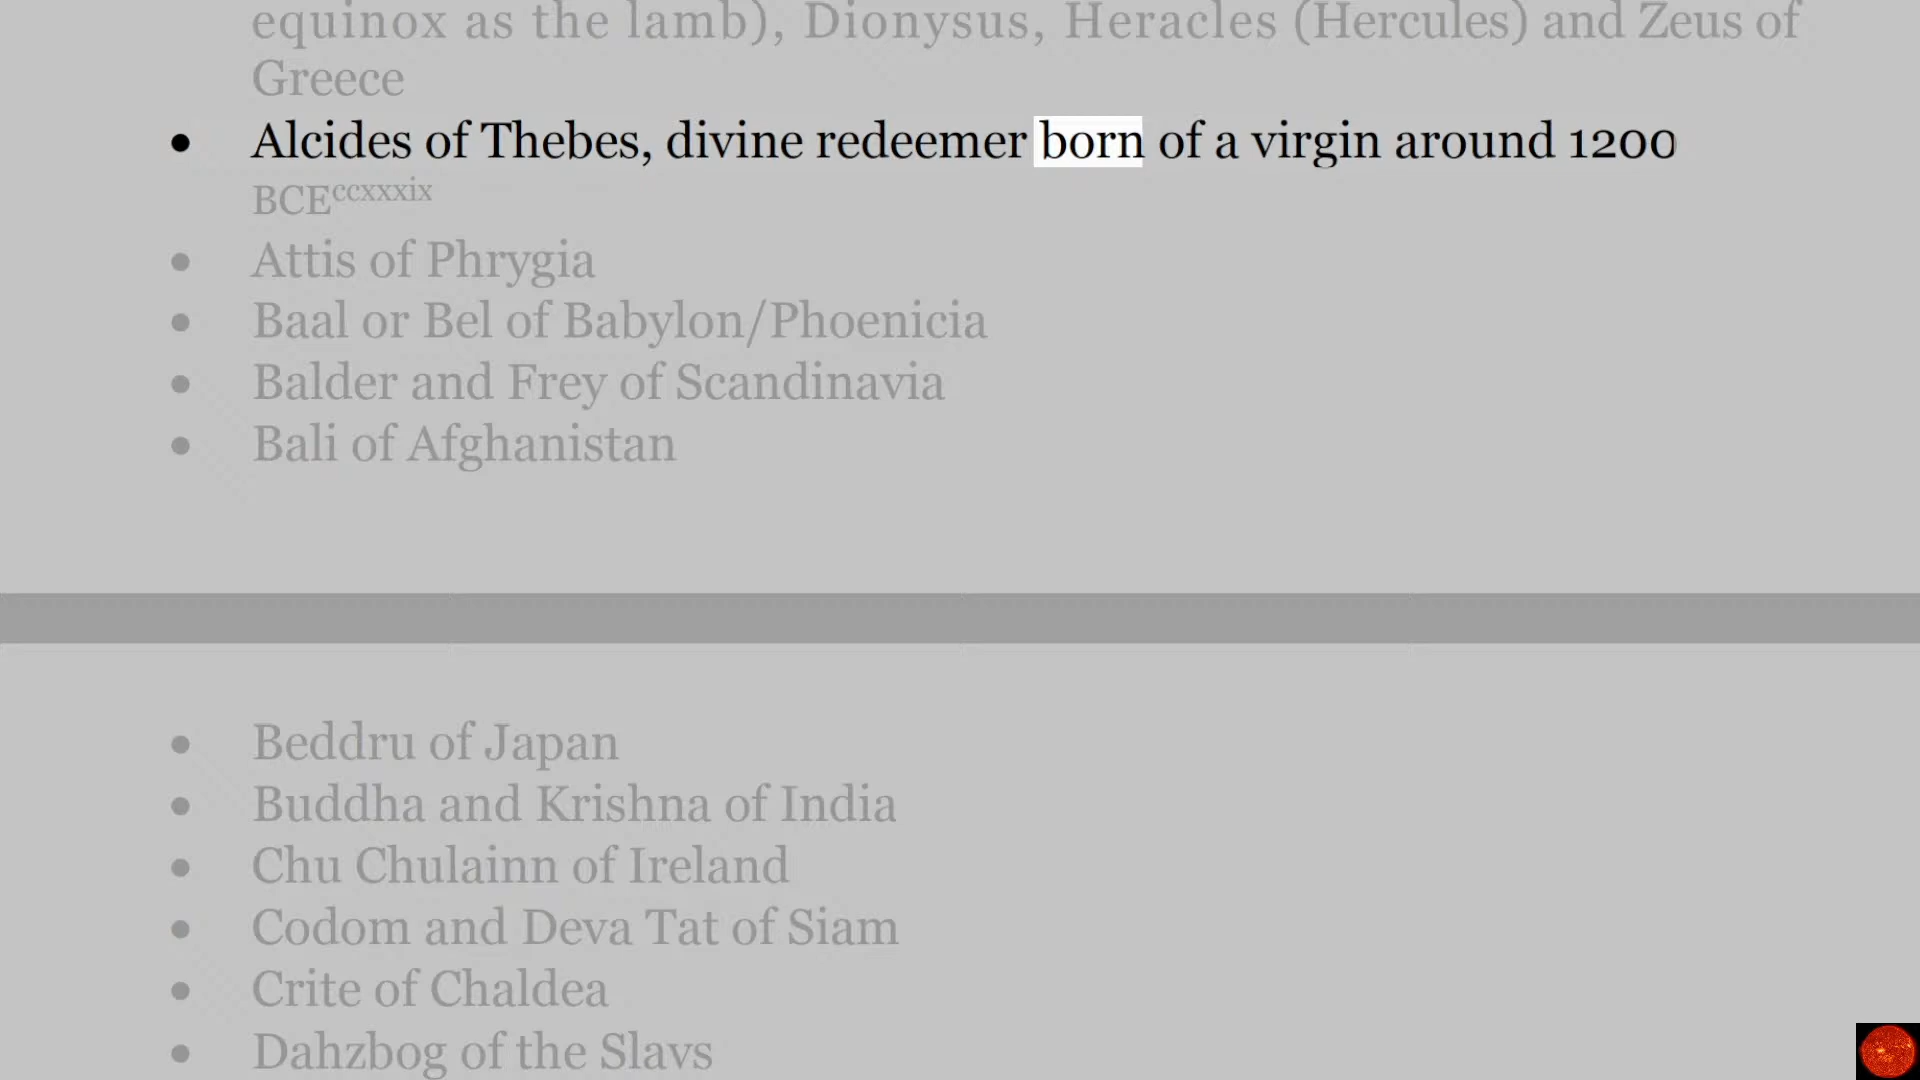 equinox as the lamb), Dionysus, Heracles (Hercules) and Zeus of
Greece
• Alcides of Thebes, divine redeemer born of a virgin around 1200
BCEccxxxix
• Attis of Phrygia
• Baal or Bel of Babylon/Phoenicia
• Balder and Frey of Scandinavia
• Bali of Afghanistan
• Beddru of Japan
• Buddha and Krishna of India
• Chu Chulainn of Ireland
• Codom and Deva Tat of Siam
• Crite of Chaldea
• Dahzbog of the Slavs